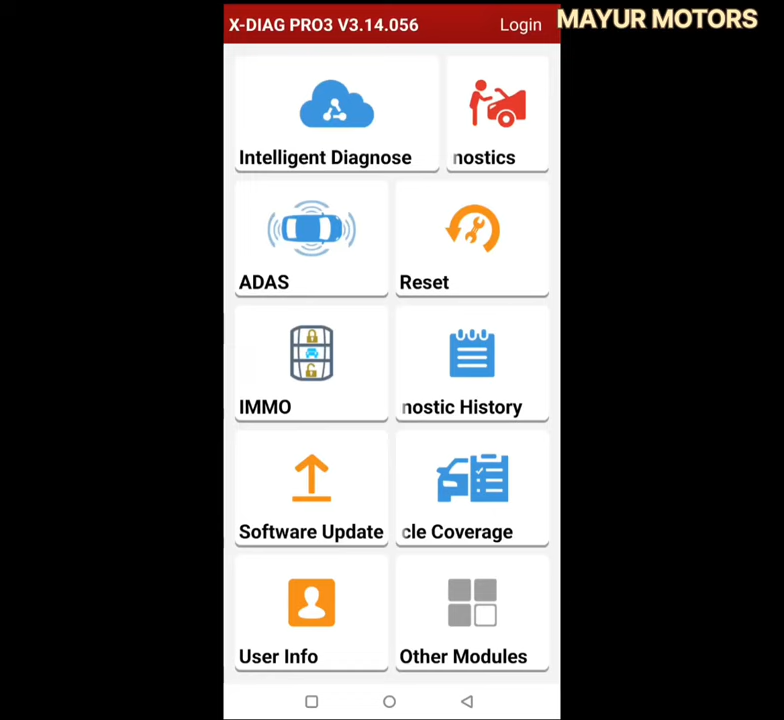 X-DIAG PRO3 V3.14.056 Login
MAYUR MOTORS
Intelligent Diagnose
nostics
ADAS
Reset
IMMO
nostic History
Software Update
cle Coverage
User Info
Other Modules